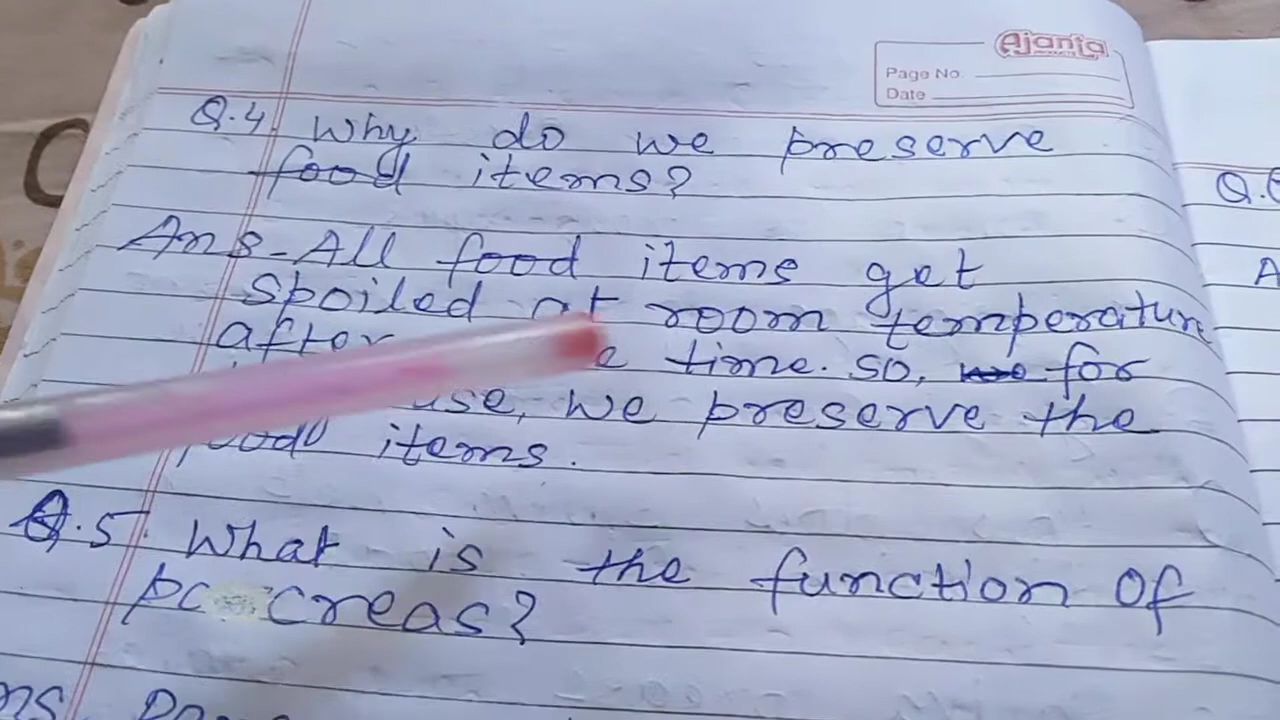 Ajanta
Page No.
Date
Q.4. Why do we preserve
food items?
Ans-All food items get
spoiled at room temperature
after time. so, for
use, we preserve the
food items.
Q.5. What is the function of
creas?
Q.
A